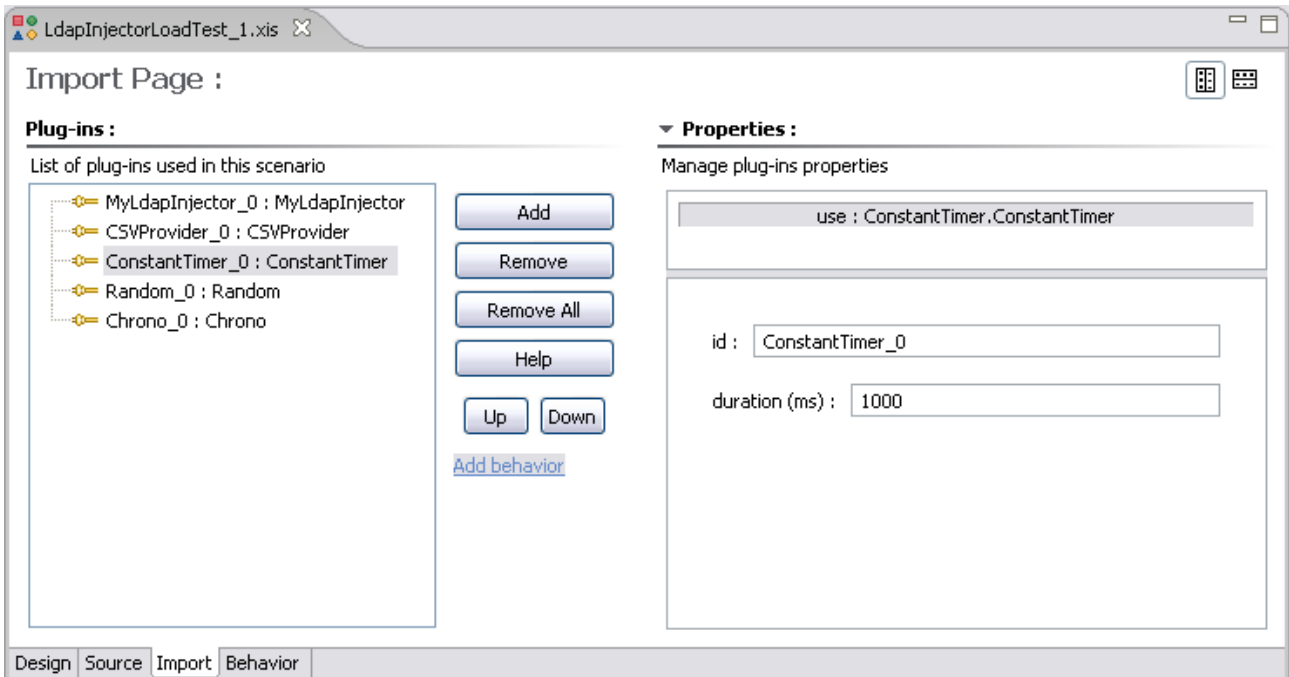 LdapInjectorLoadTest_1.xis
Import Page :
Plug-ins :
List of plug-ins used in this scenario
MyLdapInjector_0 : MyLdapInjector
CSVProvider_0 : CSVProvider
ConstantTimer_0 : ConstantTimer
Random_0 : Random
Chrono_0 : Chrono
Add
Remove
Remove All
Help
Up Down
Add behavior
Properties :
Manage plug-ins properties
use : ConstantTimer.ConstantTimer
id : ConstantTimer_0
duration (ms) : 1000
Design Source Import Behavior